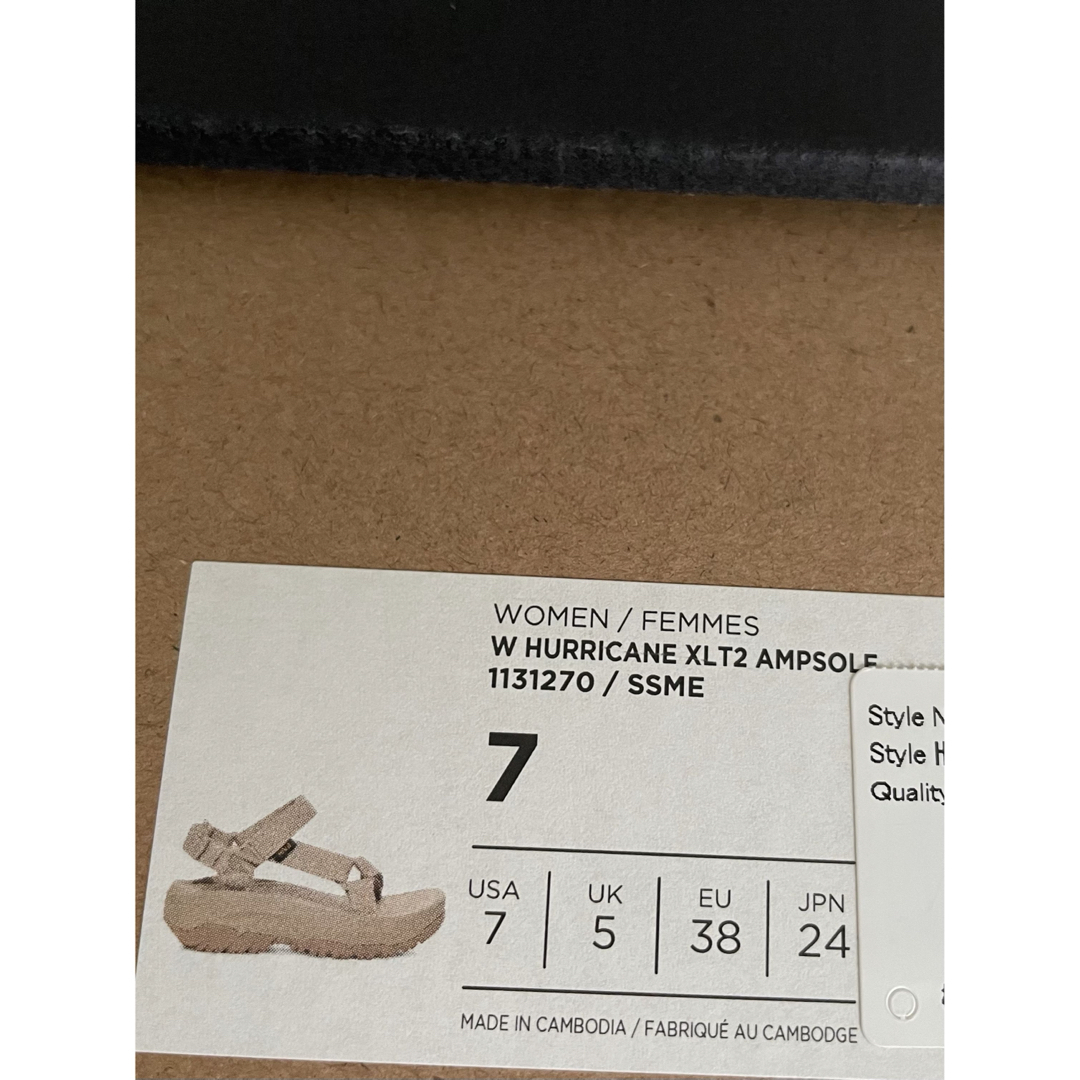 WOMEN / FEMMES
W HURRICANE XLT2 AMPSOLE
1131270 / SSME
7
USA UK EU JPN
7 5 38 24
MADE IN CAMBODIA / FABRIQUÉ AU CAMBODGE
Style
Style
Quality